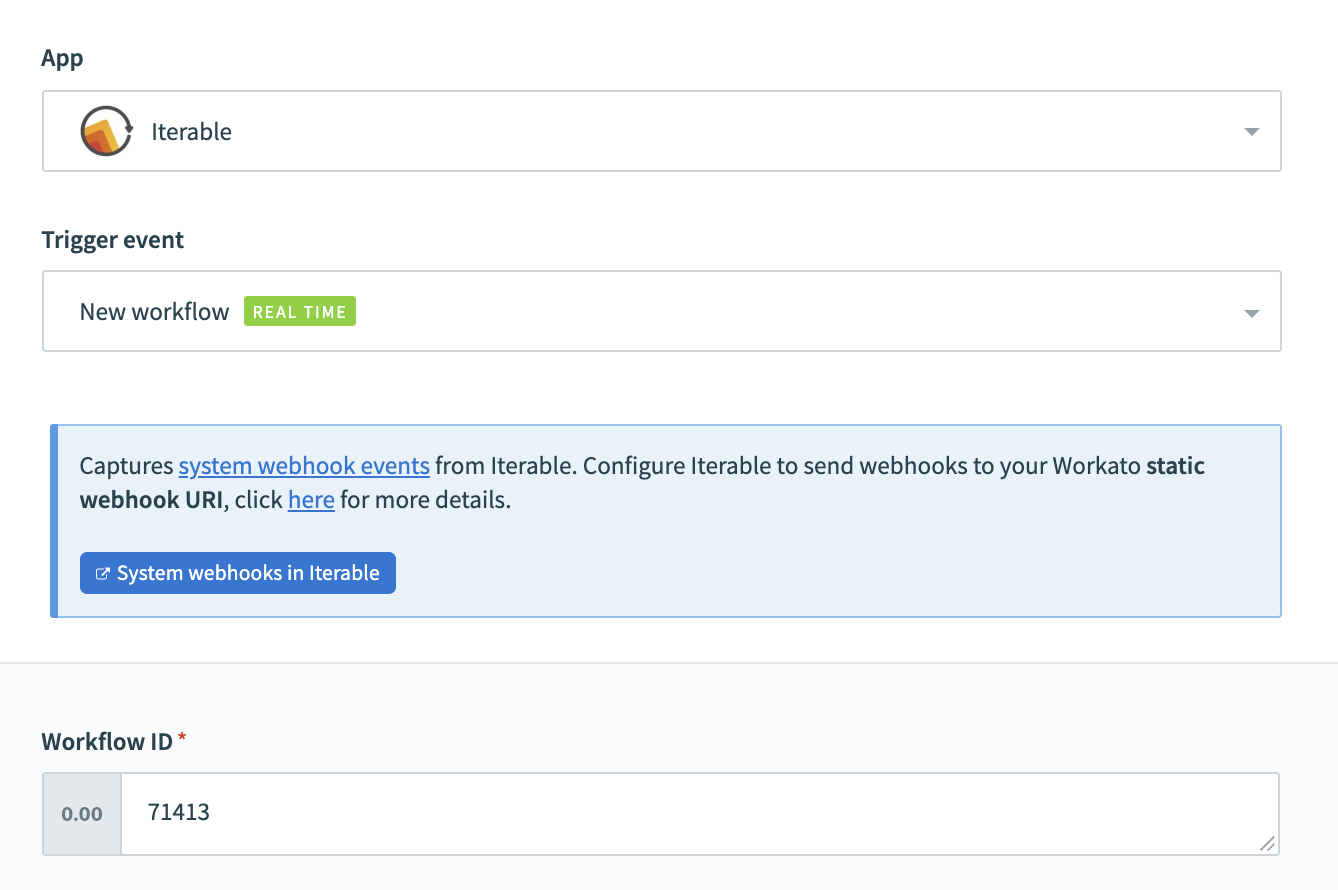 App
Iterable
Trigger event
New workflow REAL TIME
Captures system webhook events from Iterable. Configure Iterable to send webhooks to your Workato static
webhook URI, click here for more details.
System webhooks in Iterable
Workflow ID *
0.00 71413